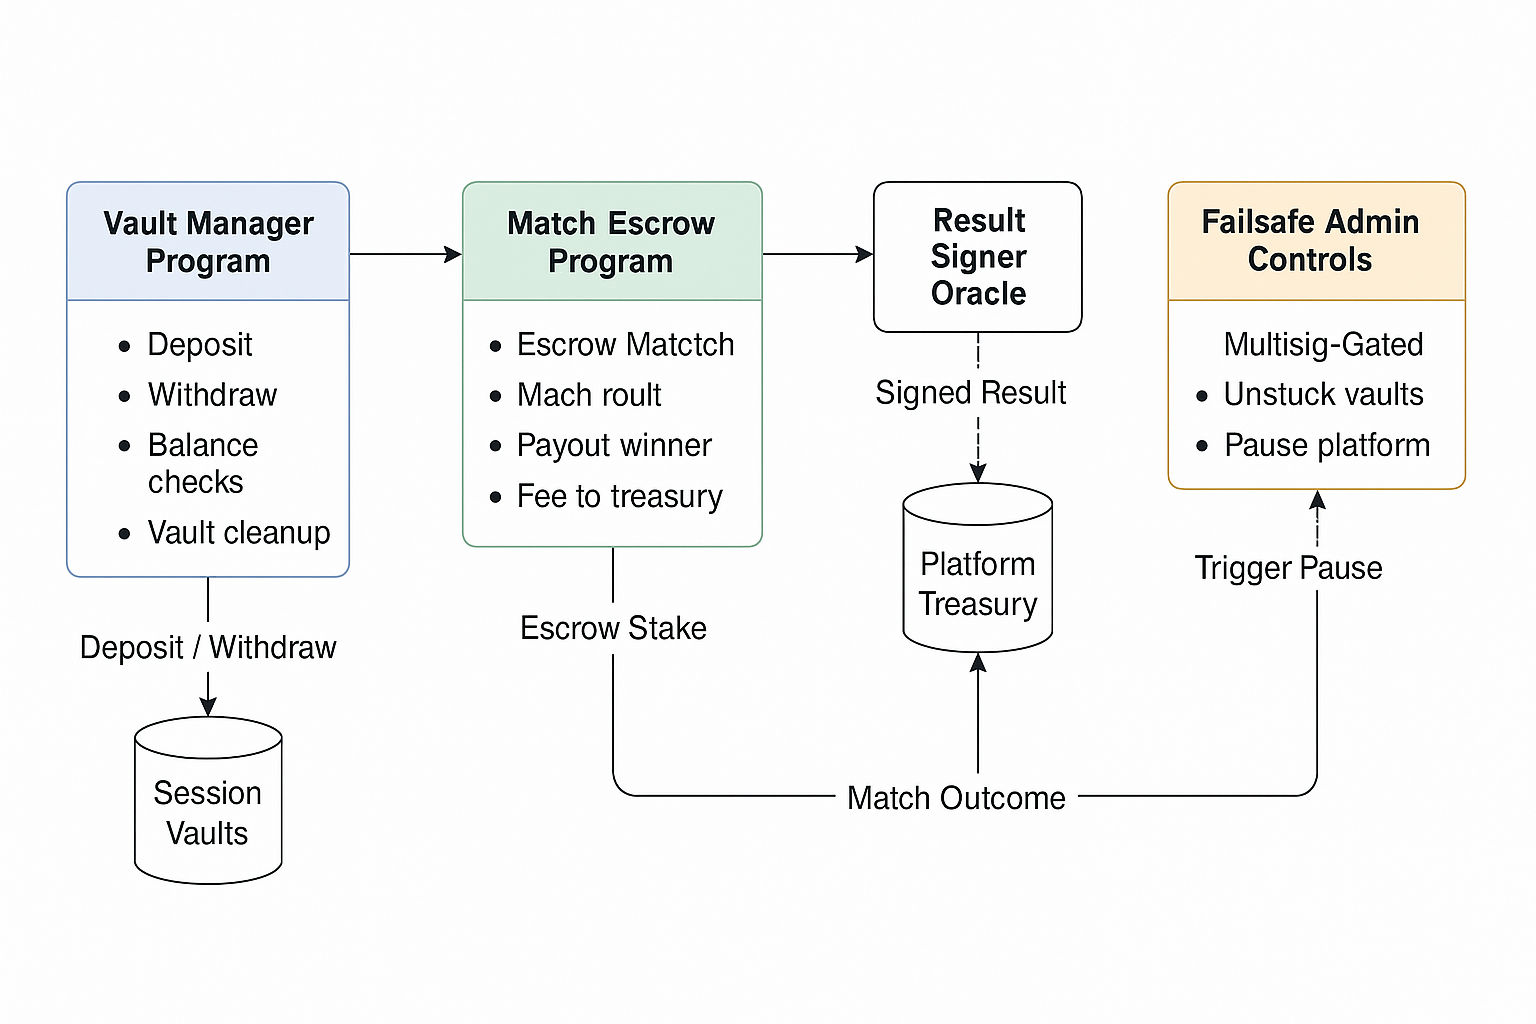 Vault Manager
Program
• Deposit
• Withdraw
• Balance
checks
• Vault cleanup
Deposit / Withdraw
Session
Vaults
Match Escrow
Program
• Escrow Matctch
• Mach roult
• Payout winner
• Fee to treasury
Escrow Stake
Result
Signer
Oracle
Signed Result
Platform
Treasury
Match Outcome
Failsafe Admin
Controls
Multisig-Gated
• Unstuck vaults
• Pause platform
Trigger Pause